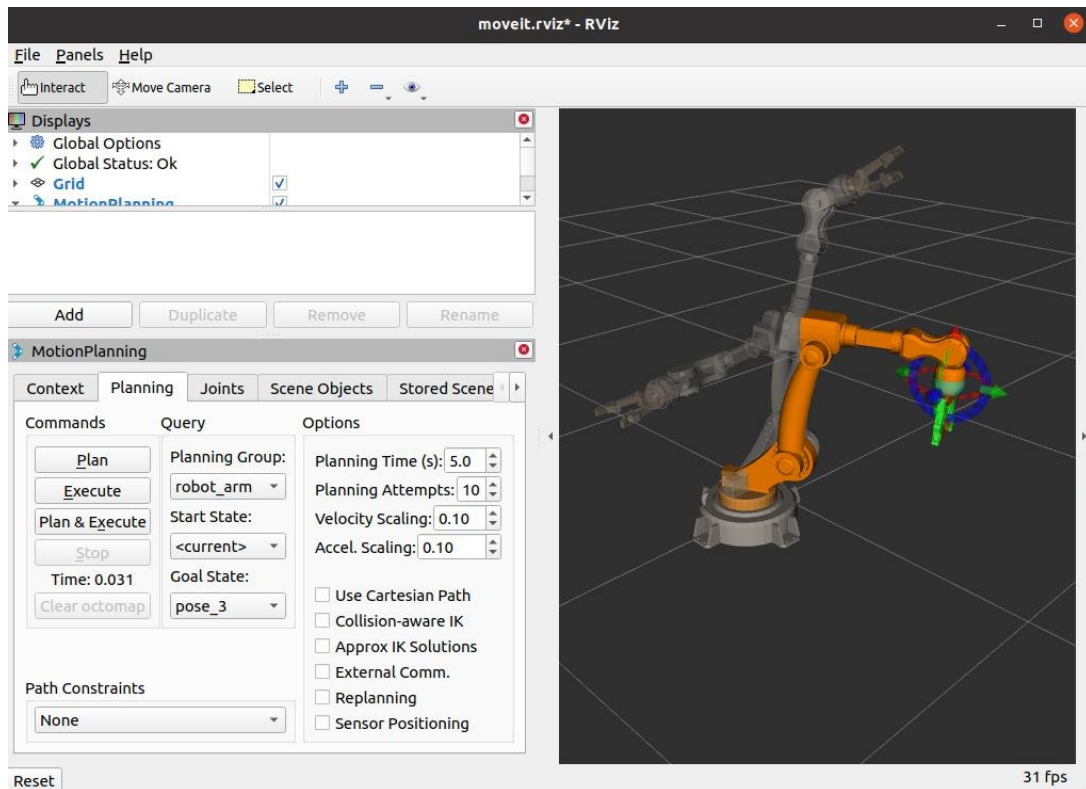 moveit.rviz* - RViz
File Panels Help
Interact Move Camera Select
Displays
Global Options
Global Status: Ok
Grid
MotionPlanning
Add Duplicate Remove Rename
MotionPlanning
Context Planning Joints Scene Objects Stored Scene
Commands Query Options
Plan Planning Group: Planning Time (s): 5.0
Execute robot_arm Planning Attempts: 10
Plan & Execute Start State: Velocity Scaling: 0.10
Stop <current> Accel. Scaling: 0.10
Time: 0.031 Goal State:
Clear octomap pose_3 Use Cartesian Path
Collision-aware IK
Approx IK Solutions
External Comm.
Path Constraints Replanning
None Sensor Positioning
Reset 31 fps